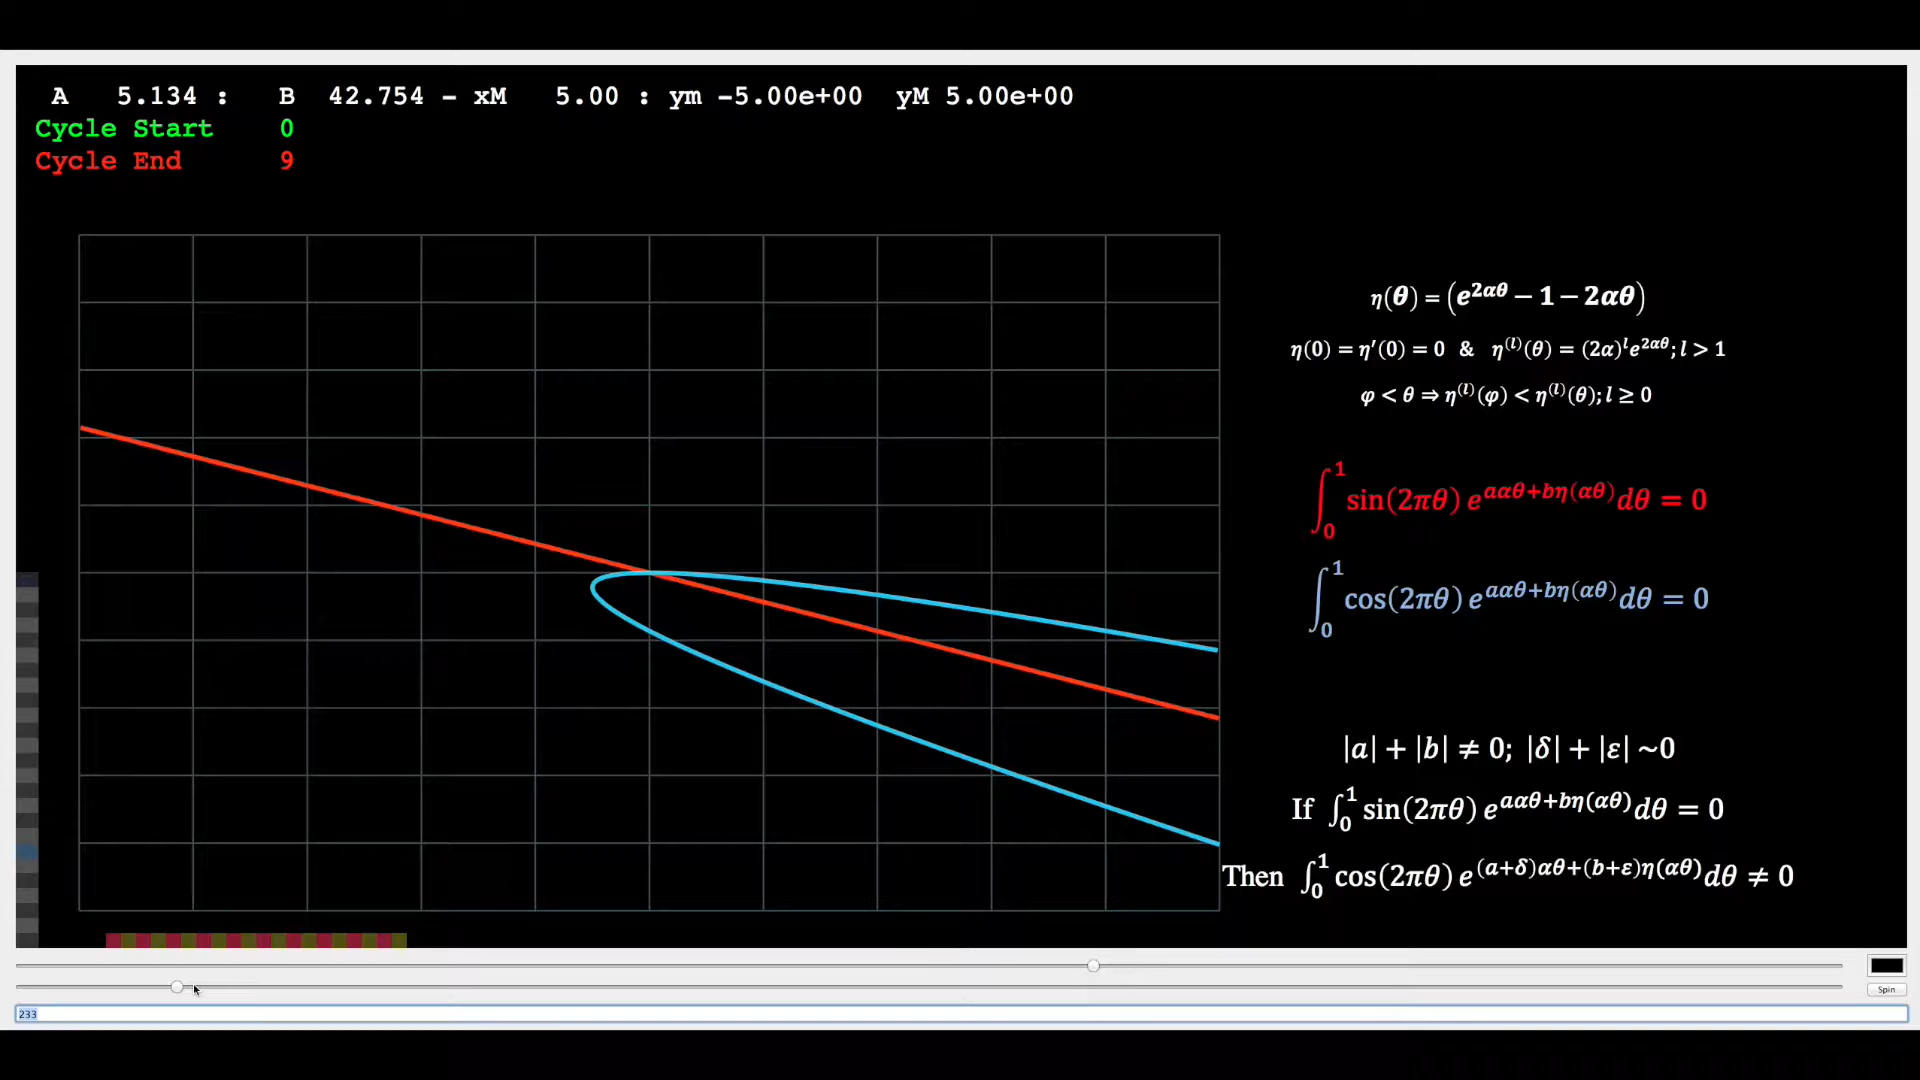 A 5.134 : B 42.754 - xM 5.00 : ym -5.00e+00 yM 5.00e+00
Cycle Start 0
Cycle End 9
η(θ) = (e^{2αθ} − 1 − 2αθ)
η(0) = η′(0) = 0 & η^{(l)}(θ) = (2α)^l e^{2αθ}; l > 1
φ < θ ⇒ η^{(l)}(φ) < η^{(l)}(θ); l ≥ 0
∫_0^1 sin(2πθ) e^{aαθ+bη(αθ)} dθ = 0
∫_0^1 cos(2πθ) e^{aαθ+bη(αθ)} dθ = 0
|a| + |b| ≠ 0; |δ| + |ε| ~0
If ∫_0^1 sin(2πθ) e^{aαθ+bη(αθ)} dθ = 0
Then ∫_0^1 cos(2πθ) e^{(a+δ)αθ+(b+ε)η(αθ)} dθ ≠ 0
Spin
233